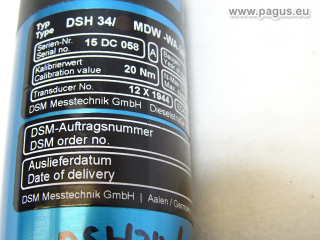 www.pagus.eu
Typ DSH 34/ MDW -WA-
Type
Serien-Nr. 15 DC 058 A
Serial no.
Kalibrierwert 20 Nm
Calibration value
Transducer No. 12 X 1944
DSM Messtechnik GmbH
DSM-Auftragsnummer
DSM order no.
Auslieferdatum
Date of delivery
DSM Messtechnik GmbH | Aalen / Germany